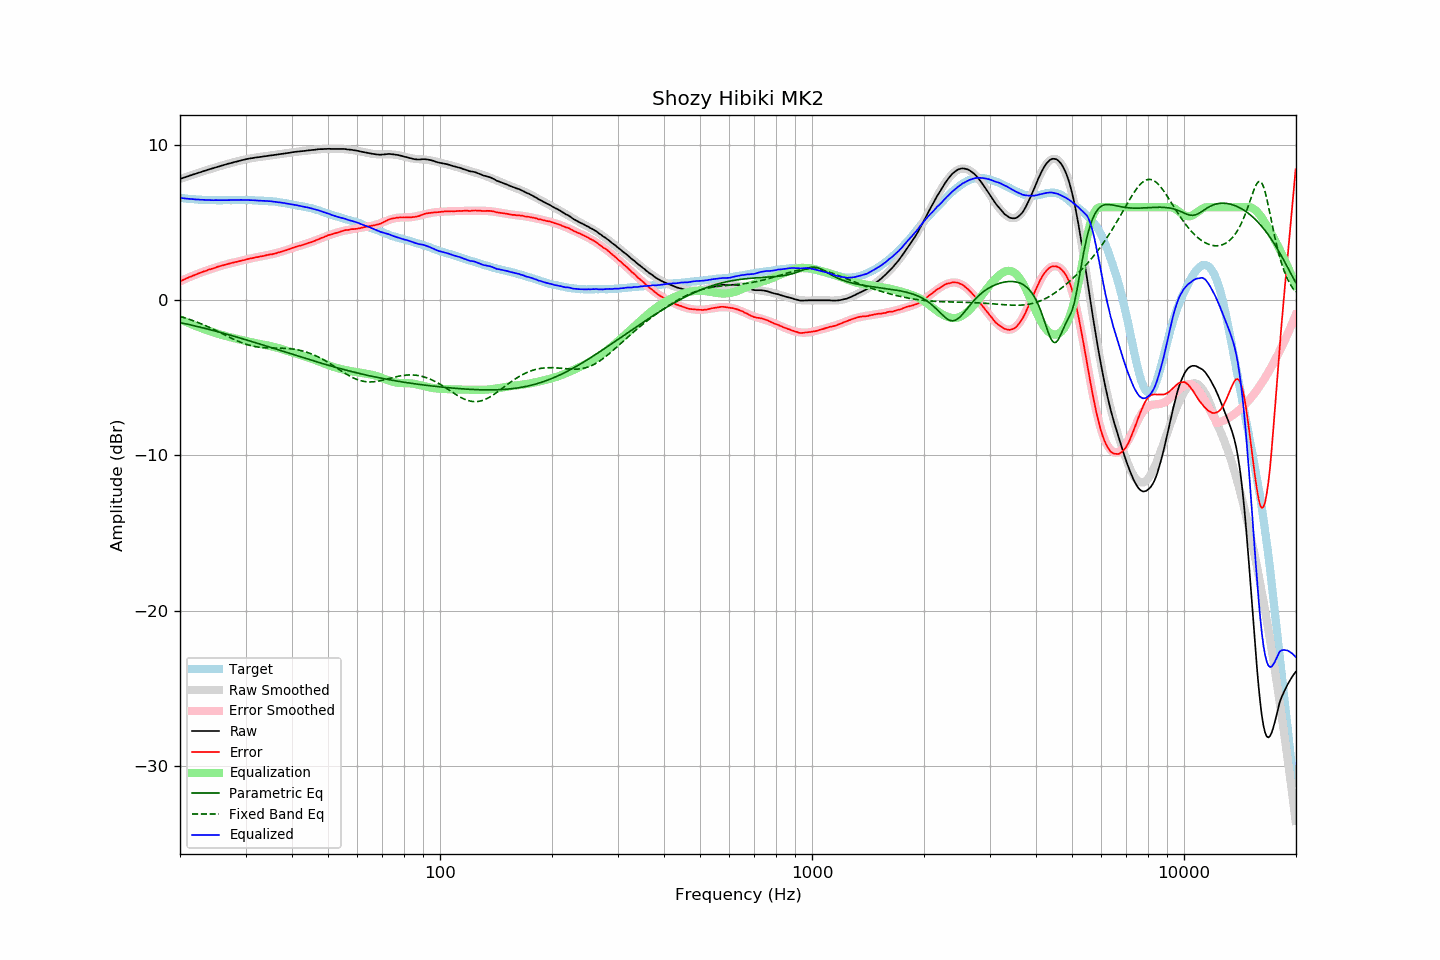 Shozy Hibiki MK2
10
0
−10
−20
−30
Amplitude (dBr)
Target
Raw Smoothed
Error Smoothed
Raw
Error
Equalization
Parametric Eq
Fixed Band Eq
Equalized
100
1000
10000
Frequency (Hz)